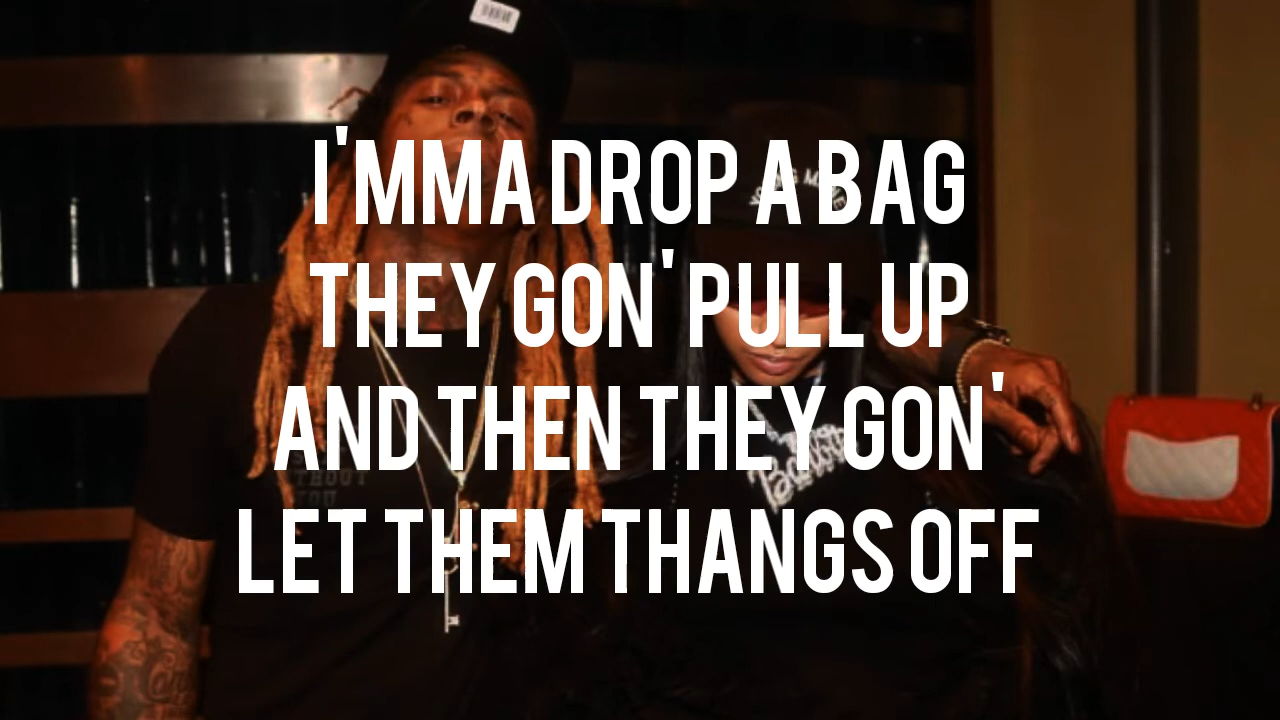 I'MMA DROP A BAG
THEY GON' PULL UP
AND THEN THEY GON'
LET THEM THANGS OFF